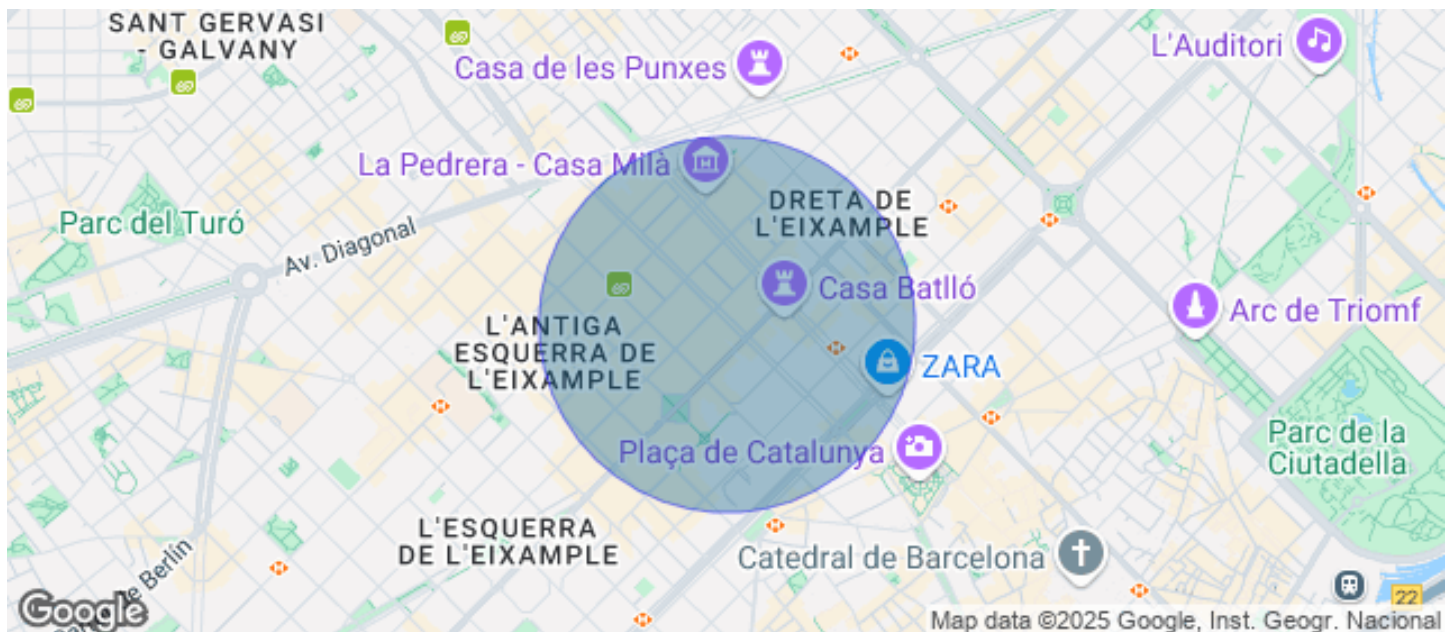 SANT GERVASI
- GALVANY
Casa de les Punxes
L'Auditori
La Pedrera - Casa Milà
DRETA DE
L'EIXAMPLE
Parc del Turó
Av. Diagonal
Casa Batlló
Arc de Triomf
L'ANTIGA
ESQUERRA DE
L'EIXAMPLE
ZARA
Plaça de Catalunya
Parc de la
Ciutadella
L'ESQUERRA
DE L'EIXAMPLE
Catedral de Barcelona
de Berlín
22
Google
Map data ©2025 Google, Inst. Geogr. Nacional